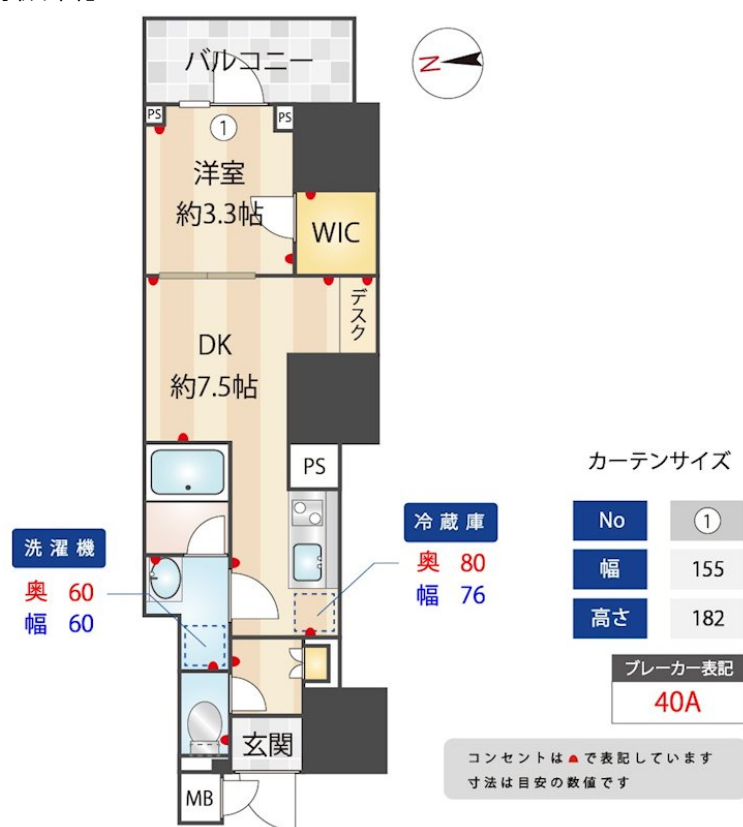 バルコニー
N
PS
PS
①
洋室
約3.3帖
WIC
デスク
DK
約7.5帖
PS
カーテンサイズ
No ①
幅 155
高さ 182
洗濯機
奥 60
幅 60
冷蔵庫
奥 80
幅 76
ブレーカー表記
40A
玄関
MB
コンセントは で表記しています
寸法は目安の数値です